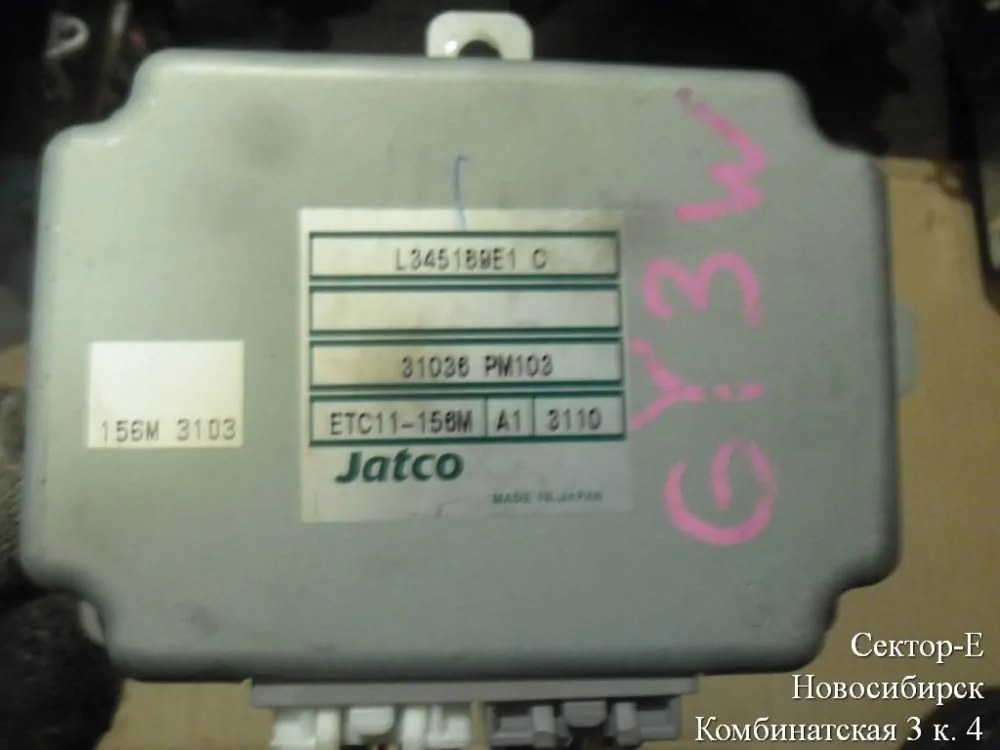 L345189E1 C
31036 PM103
ETC11-156M A1 3110
Jatco
MADE IN JAPAN
156M 3103
GY3W
Сектор-Е
Новосибирск
Комбинатская 3 к. 4